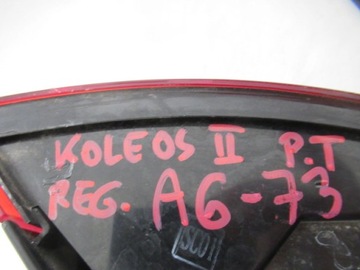 KOLEOS II P.T
REG. A6-73